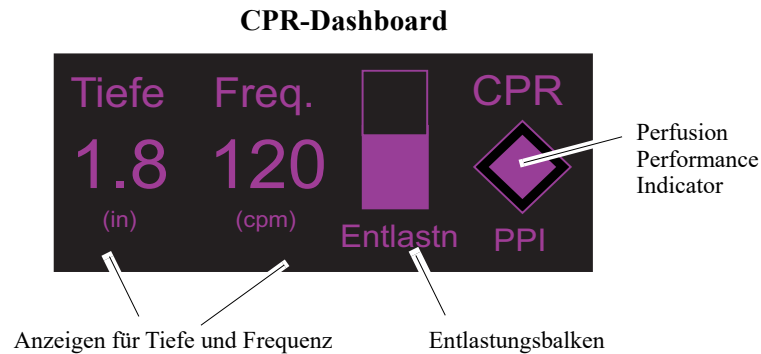 CPR-Dashboard
Tiefe Freq. CPR
1.8 120
(in) (cpm)
Entlastn PPI
Perfusion
Performance
Indicator
Anzeigen für Tiefe und Frequenz Entlastungsbalken